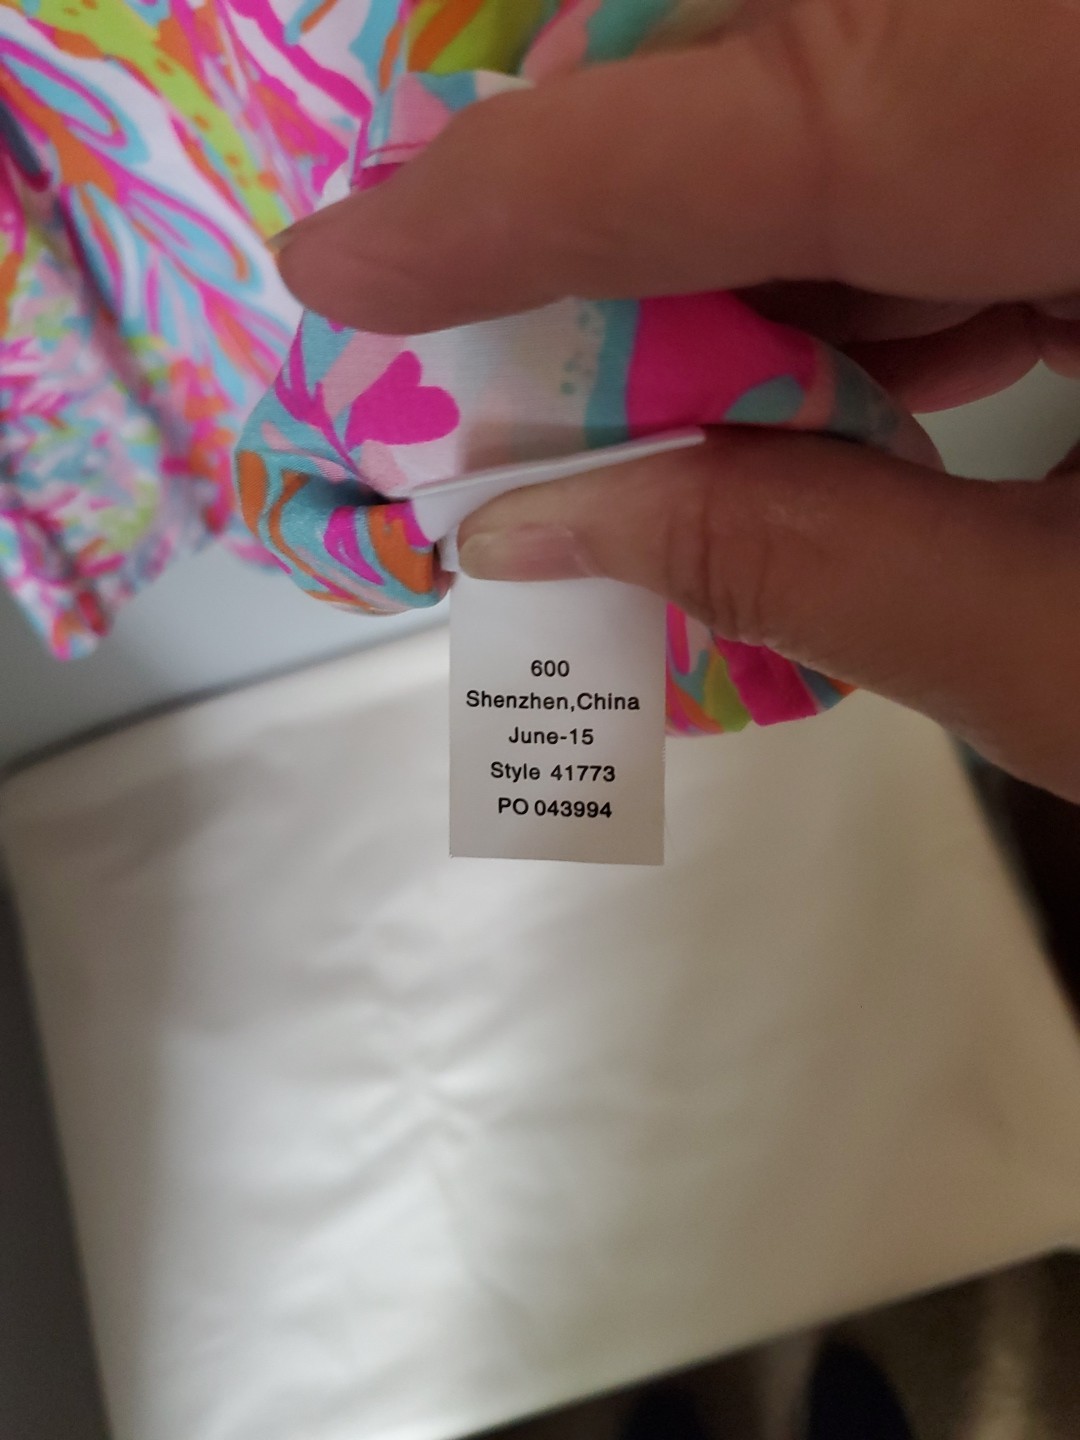 600
Shenzhen,China
June-15
Style 41773
PO 043994